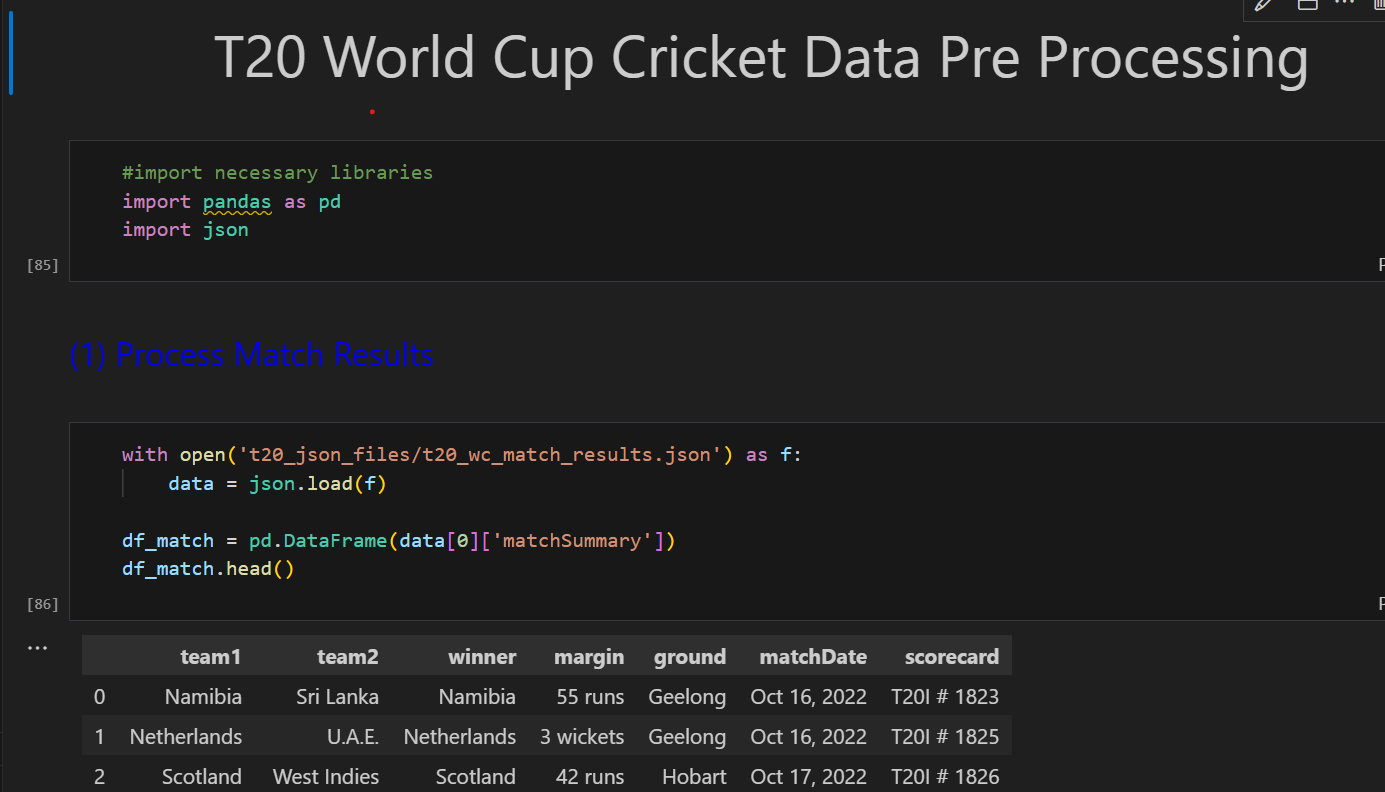 T20 World Cup Cricket Data Pre Processing
#import necessary libraries
import pandas as pd
import json
[85]
(1) Process Match Results
with open('t20_json_files/t20_wc_match_results.json') as f:
    data = json.load(f)
df_match = pd.DataFrame(data[0]['matchSummary'])
df_match.head()
[86]
team1 team2 winner margin ground matchDate scorecard
0 Namibia Sri Lanka Namibia 55 runs Geelong Oct 16, 2022 T20I # 1823
1 Netherlands U.A.E. Netherlands 3 wickets Geelong Oct 16, 2022 T20I # 1825
2 Scotland West Indies Scotland 42 runs Hobart Oct 17, 2022 T20I # 1826